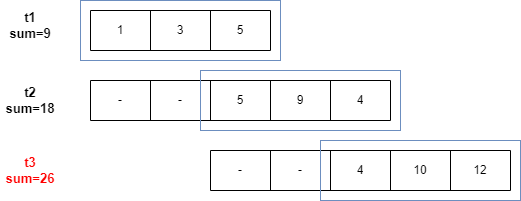 t1
sum=9
1 3 5
t2
sum=18
- - 5 9 4
t3
sum=26
- - 4 10 12